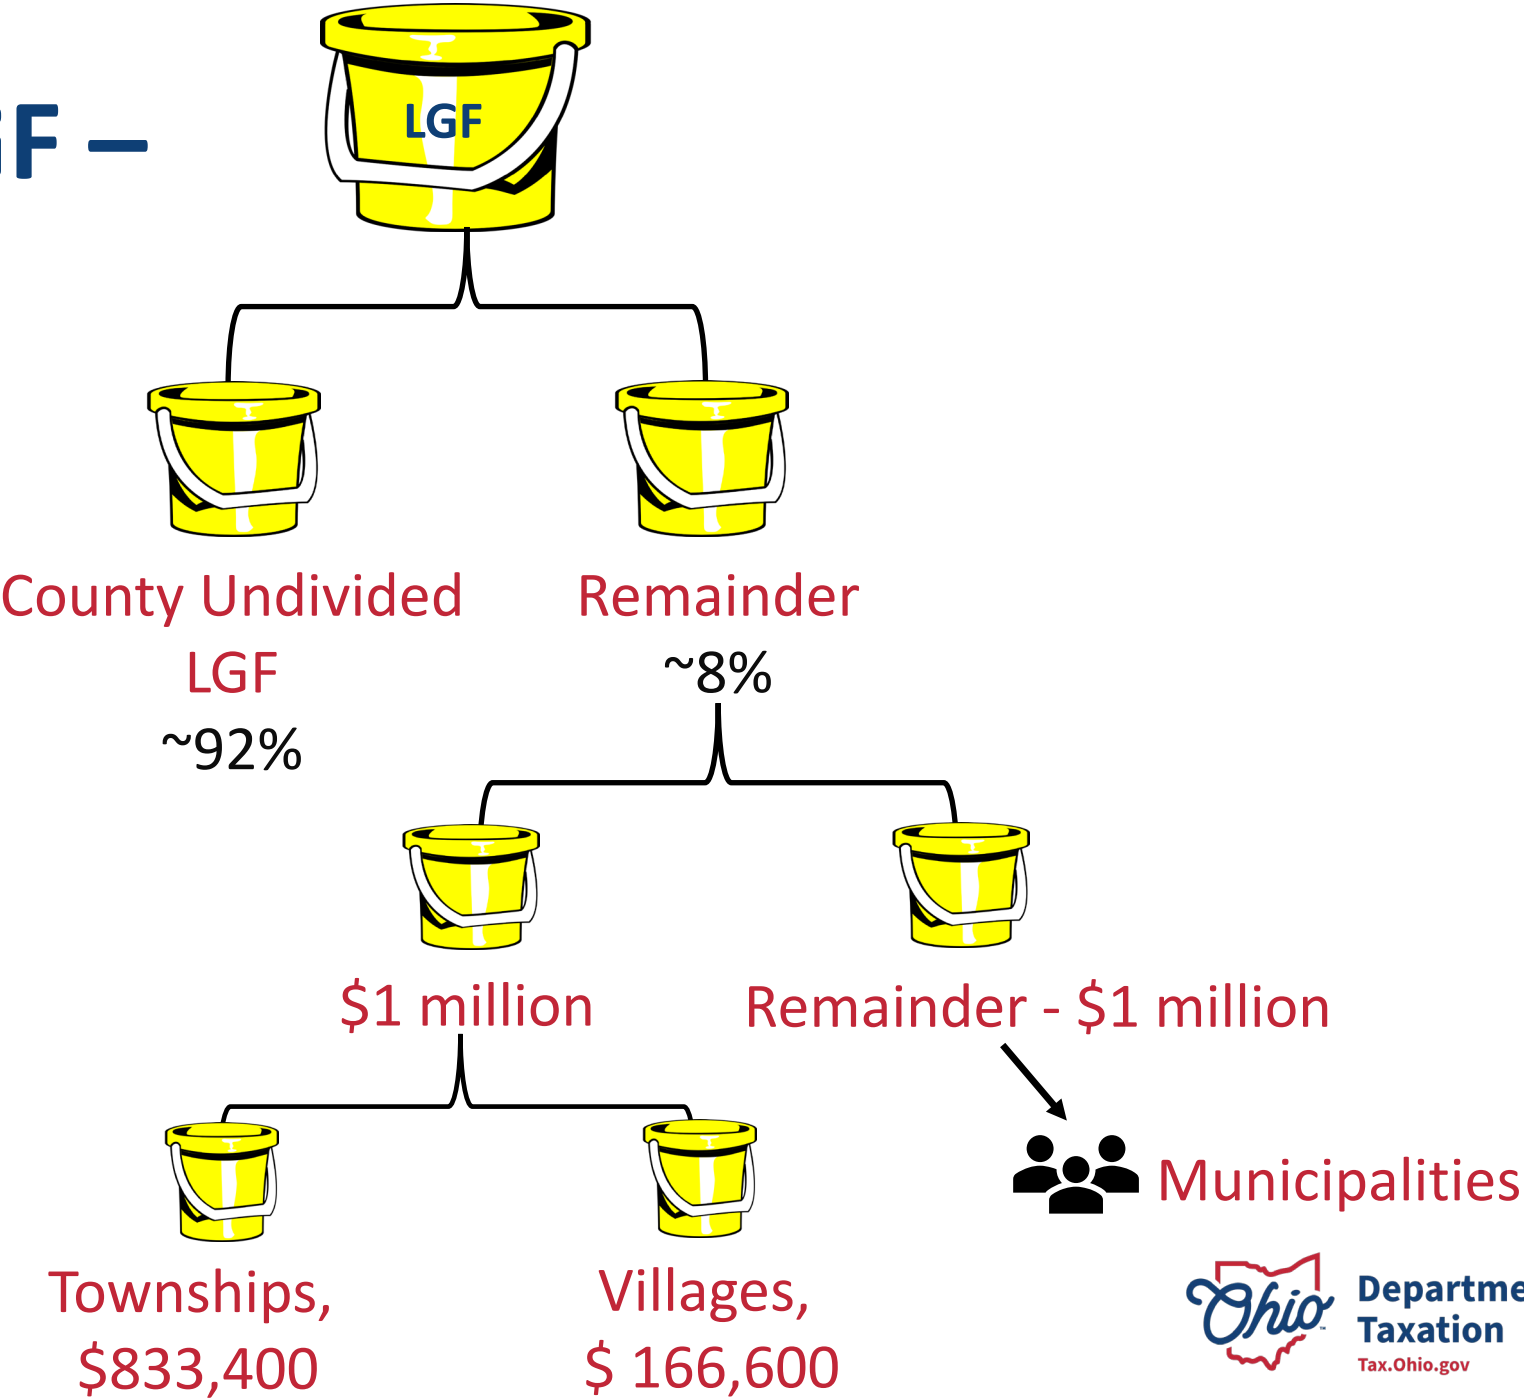 F –
LGF
County Undivided
LGF
~92%
Remainder
~8%
$1 million
Remainder - $1 million
Municipalities
Townships,
$833,400
Villages,
$ 166,600
Ohio
Taxation
Tax.Ohio.gov